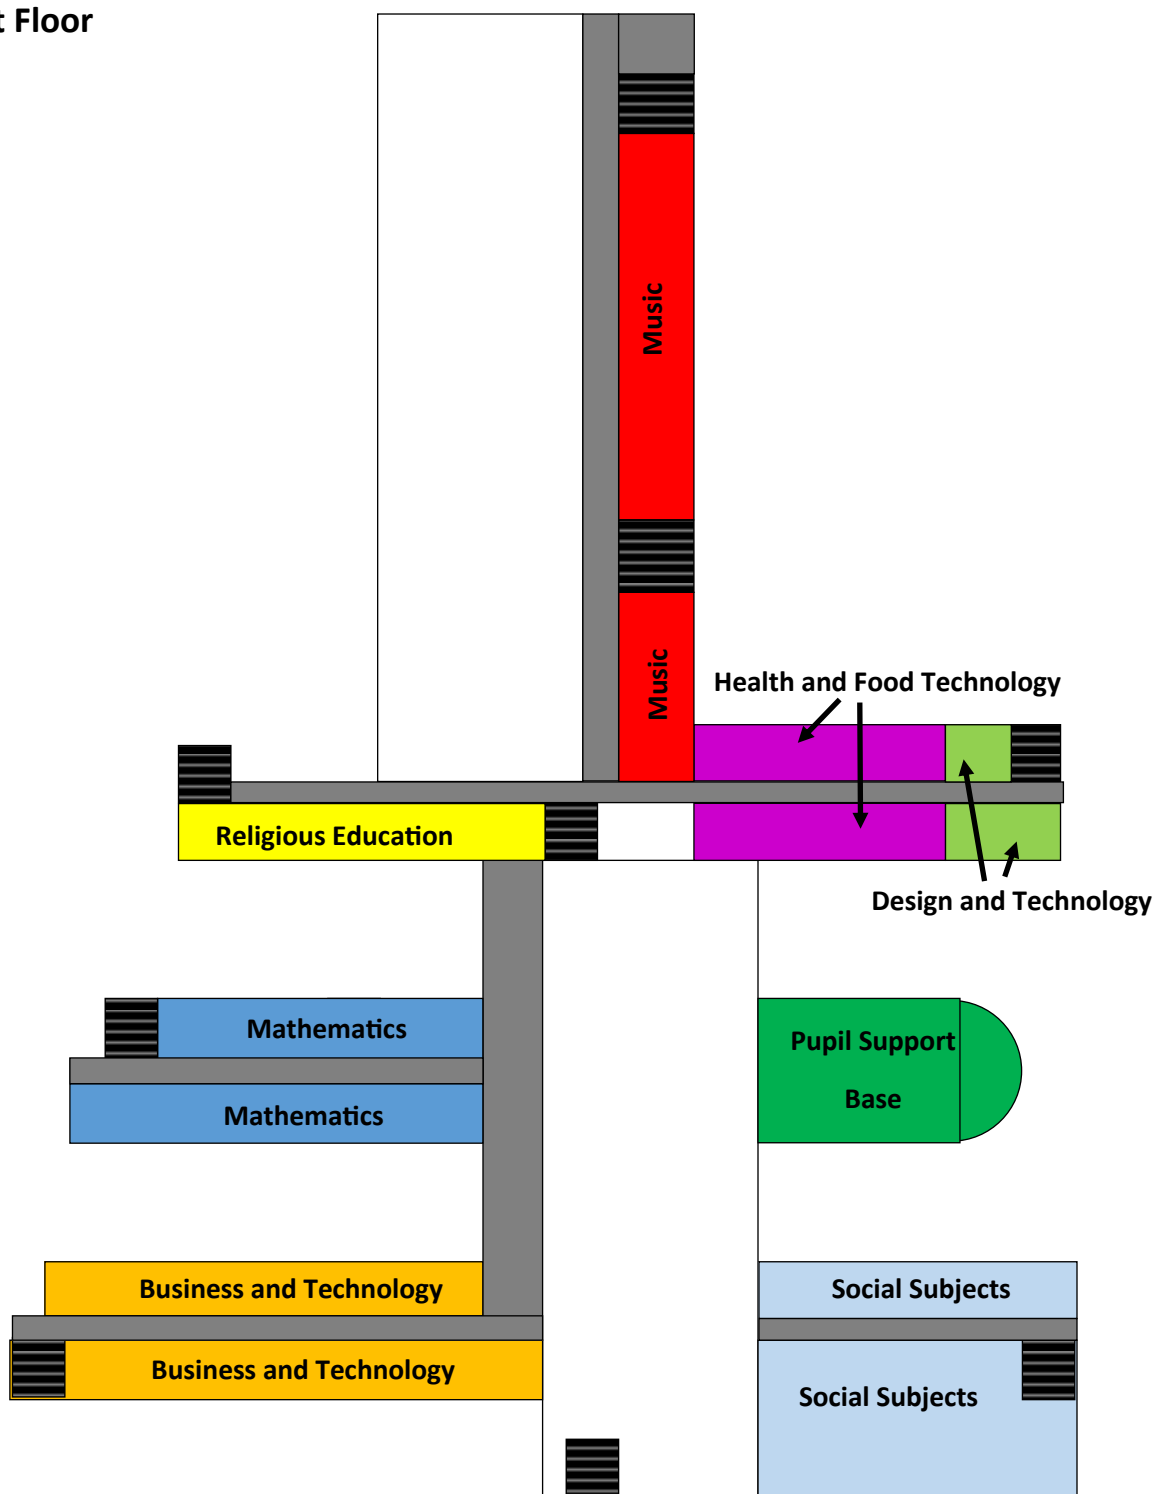 t Floor
Music
Music
Health and Food Technology
Religious Education
Design and Technology
Mathematics
Pupil Support
Base
Mathematics
Business and Technology
Social Subjects
Business and Technology
Social Subjects